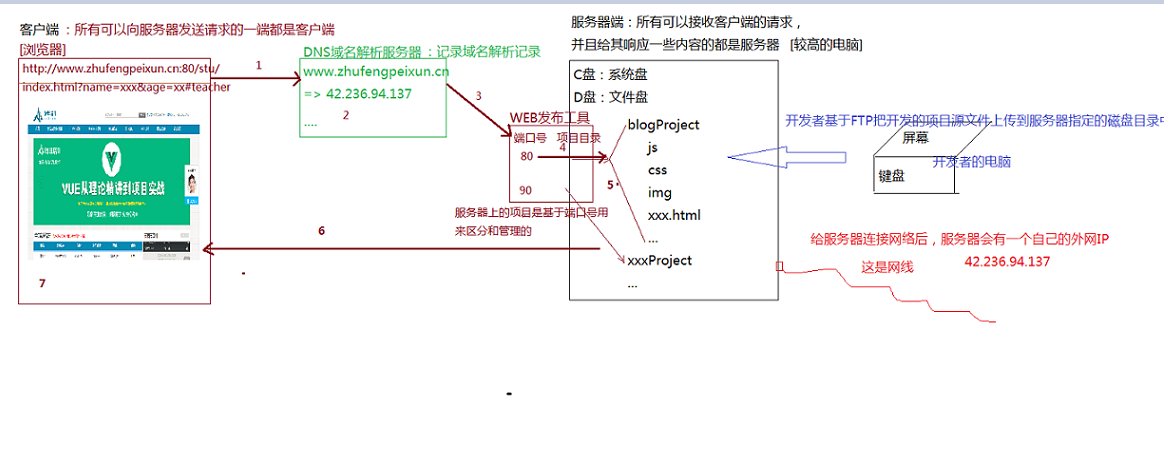 客户端：所有可以向服务器发送请求的一端都是客户端
[浏览器]
http://www.zhufengpeixun.cn:80/stu/
index.html?name=xxx&age=xx#teacher
VUE从理论精讲到项目实战
7
1
DNS域名解析服务器：记录域名解析记录
www.zhufengpeixun.cn
=> 42.236.94.137
2
....
3
WEB发布工具
端口号 项目目录
4
80
90
5
服务器上的项目是基于端口号用
来区分和管理的
6
服务器端：所有可以接收客户端的请求，
并且给其响应一些内容的都是服务器 [较高的电脑]
C盘：系统盘
D盘：文件盘
blogProject
js
css
img
xxx.html
...
xxxProject
...
开发者基于FTP把开发的项目源文件上传到服务器指定的磁盘目录
屏幕
开发者的电脑
键盘
给服务器连接网络后，服务器会有一个自己的外网IP
这是网线
42.236.94.137